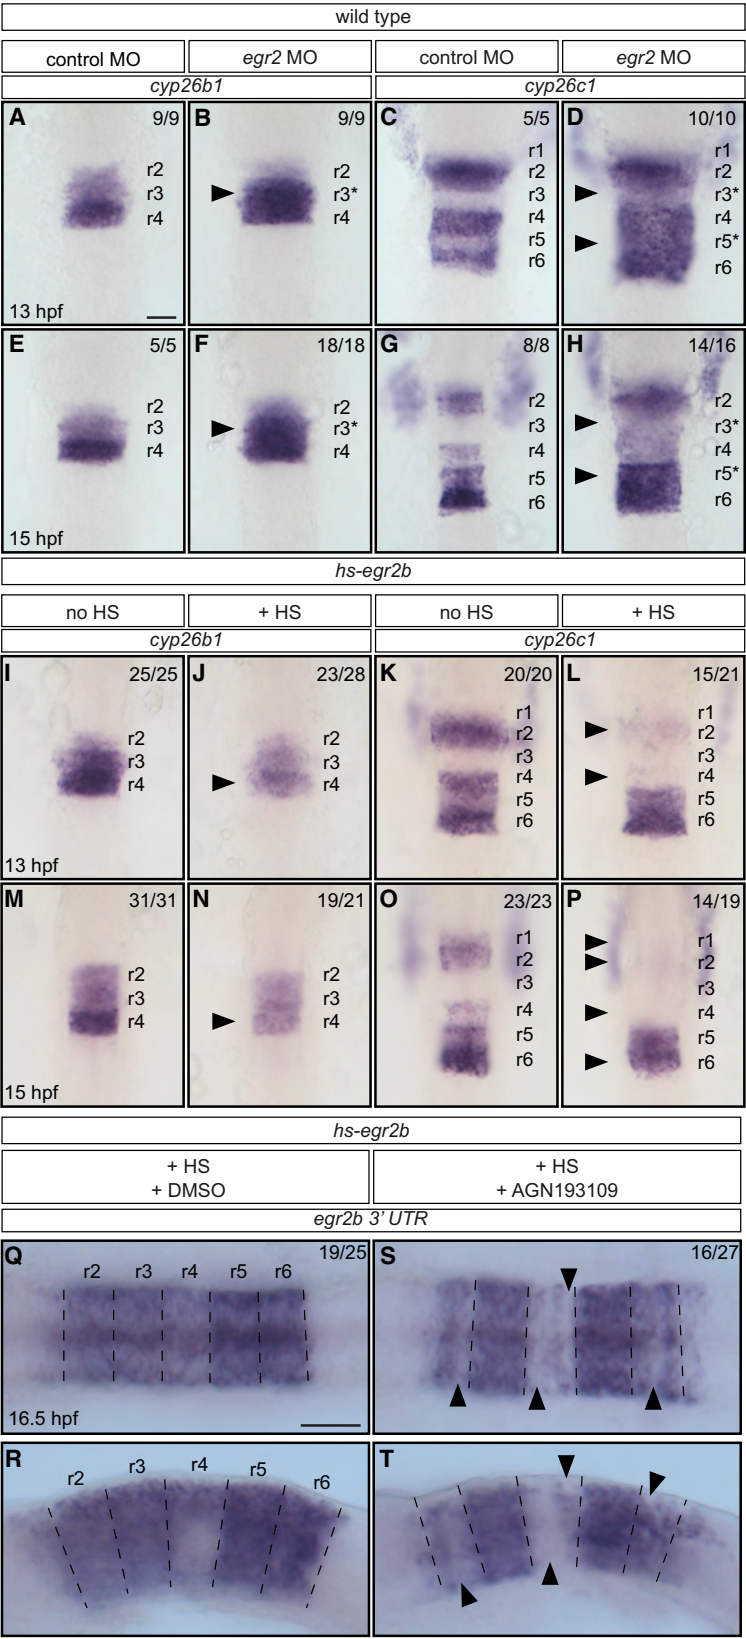 wild type
control MO egr2 MO control MO egr2 MO
cyp26b1 cyp26c1
A 9/9 B 9/9 C 5/5 D 10/10
r1 r1
r2 r2 r2 r2
r3 r3* r3 r3*
r4 r4 r4 r4
r5 r5*
r6 r6
13 hpf
E 5/5 F 18/18 G 8/8 H 14/16
r2 r2 r2 r2
r3 r3* r3 r3*
r4 r4 r4 r4
r5 r5*
r6 r6
15 hpf
hs-egr2b
no HS + HS no HS + HS
cyp26b1 cyp26c1
I 25/25 J 23/28 K 20/20 L 15/21
r1 r1
r2 r2 r2 r2
r3 r3 r3 r3
r4 r4 r4 r4
r5 r5
r6 r6
13 hpf
M 31/31 N 19/21 O 23/23 P 14/19
r1 r1
r2 r2 r2 r2
r3 r3 r3 r3
r4 r4 r4 r4
r5 r5
r6 r6
15 hpf
hs-egr2b
+ HS + HS
+ DMSO + AGN193109
egr2b 3' UTR
Q 19/25 S 16/27
r2 r3 r4 r5 r6
16.5 hpf
R T
r2 r3 r4 r5 r6